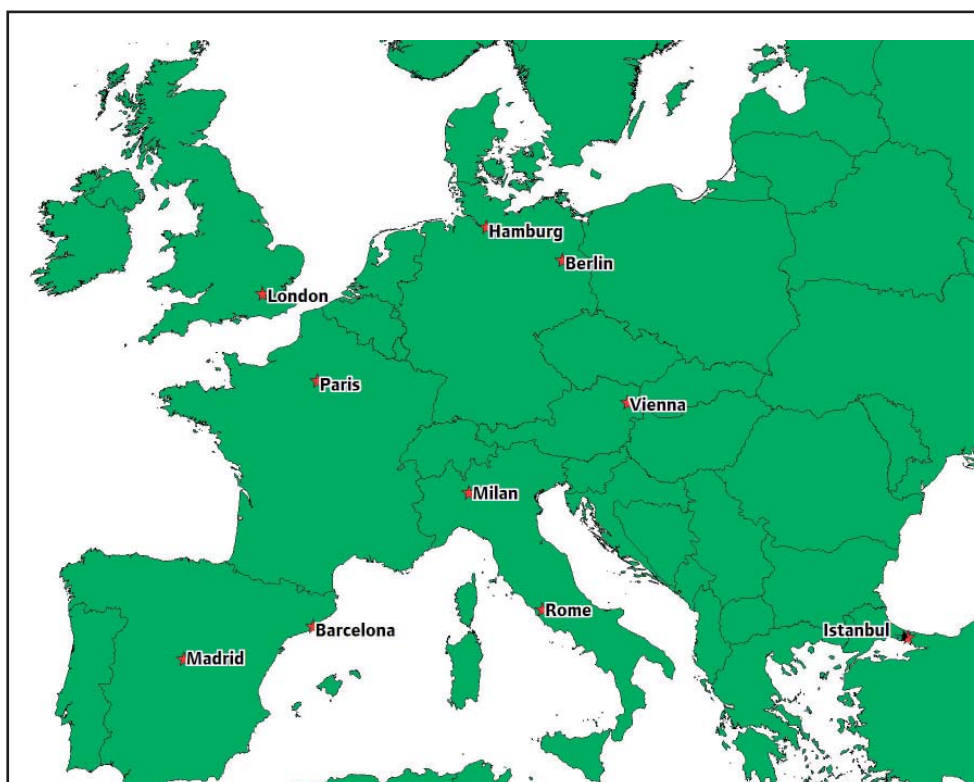 Hamburg
Berlin
London
Paris
Vienna
Milan
Rome
Barcelona
Istanbul
Madrid